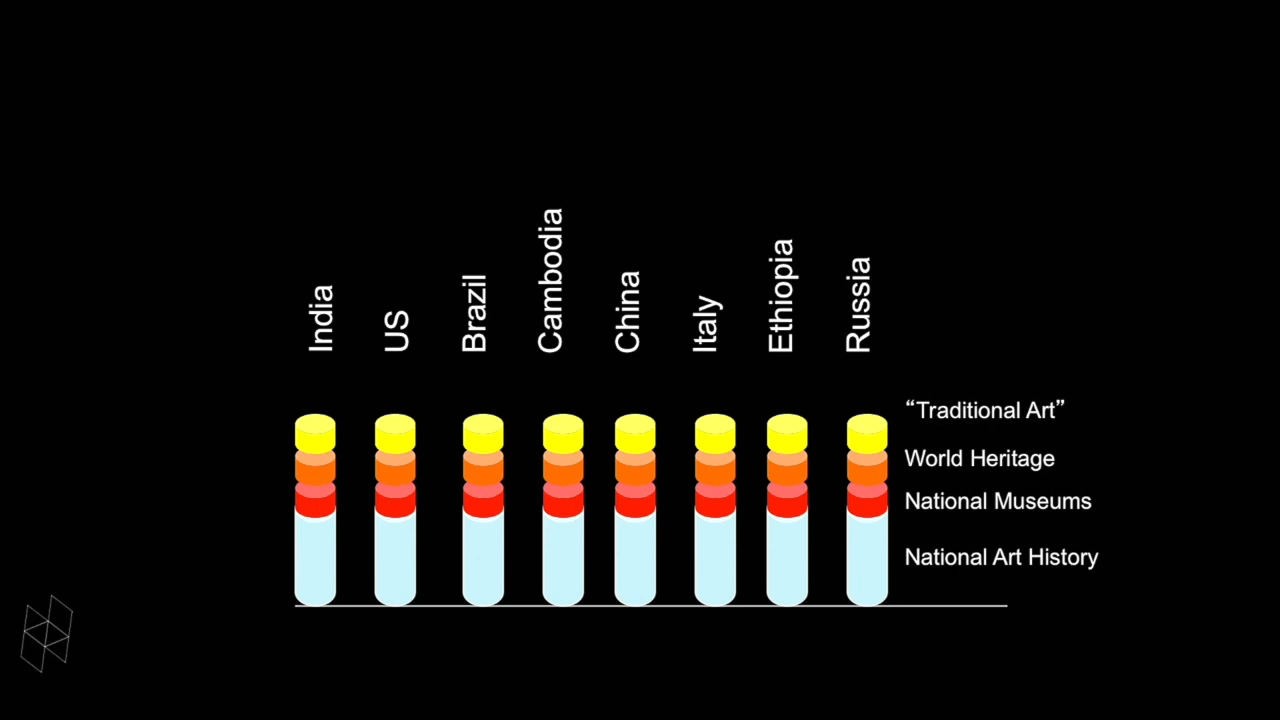 India
US
Brazil
Cambodia
China
Italy
Ethiopia
Russia
“Traditional Art”
World Heritage
National Museums
National Art History